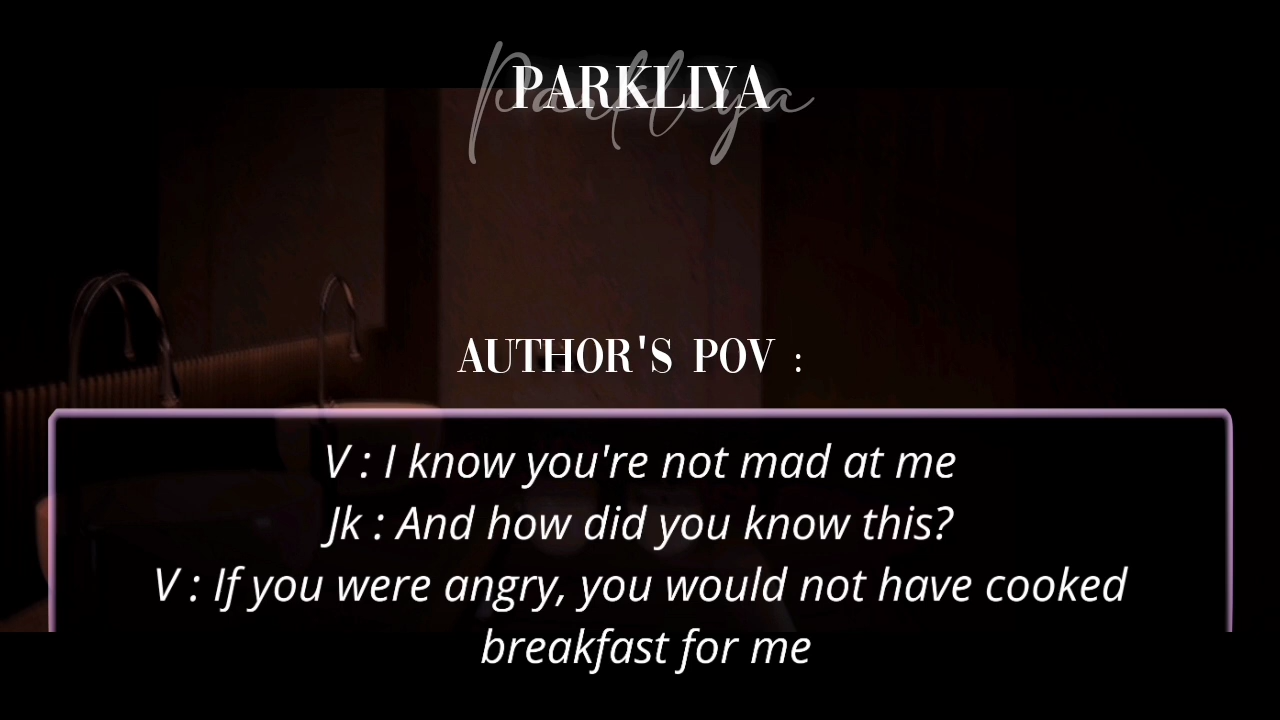 Parkliya
PARKLIYA
AUTHOR'S POV :
V : I know you're not mad at me
Jk : And how did you know this?
V : If you were angry, you would not have cooked
breakfast for me